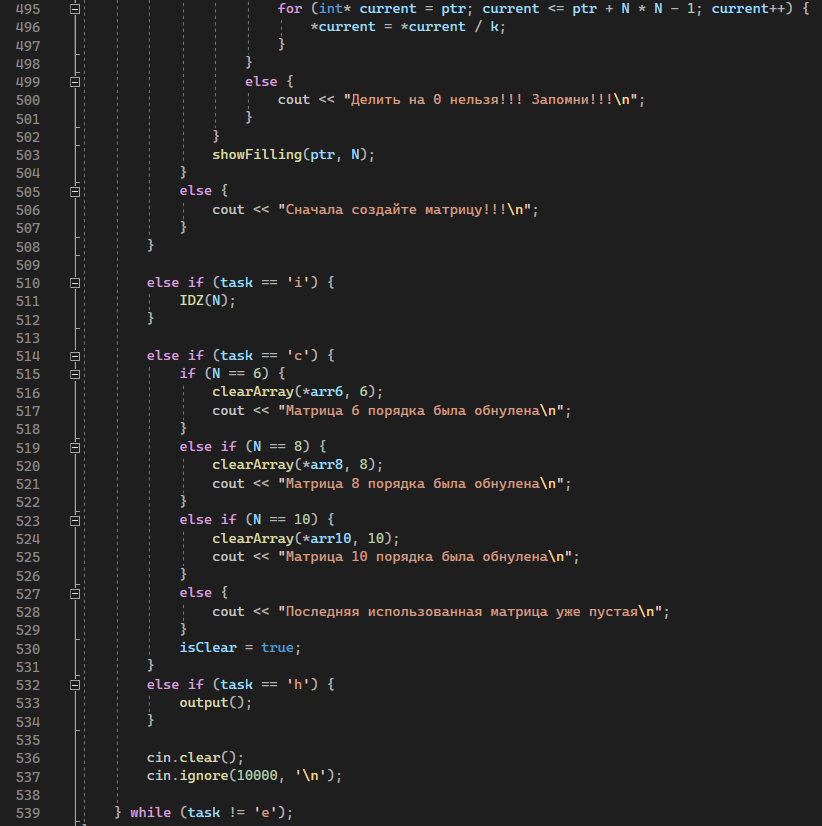 495 for (int* current = ptr; current <= ptr + N * N - 1; current++) {
496 *current = *current / k;
497 }
498 }
499 else {
500 cout << "Делить на 0 нельзя!!! Запомни!!!\n";
501 }
502 }
503 showFilling(ptr, N);
504 }
505 else {
506 cout << "Сначала создайте матрицу!!!\n";
507 }
508 }
509
510 else if (task == 'i') {
511 IDZ(N);
512 }
513
514 else if (task == 'c') {
515 if (N == 6) {
516 clearArray(*arr6, 6);
517 cout << "Матрица 6 порядка была обнулена\n";
518 }
519 else if (N == 8) {
520 clearArray(*arr8, 8);
521 cout << "Матрица 8 порядка была обнулена\n";
522 }
523 else if (N == 10) {
524 clearArray(*arr10, 10);
525 cout << "Матрица 10 порядка была обнулена\n";
526 }
527 else {
528 cout << "Последняя использованная матрица уже пустая\n";
529 }
530 isClear = true;
531 }
532 else if (task == 'h') {
533 output();
534 }
535
536 cin.clear();
537 cin.ignore(10000, '\n');
538
539 } while (task != 'e');